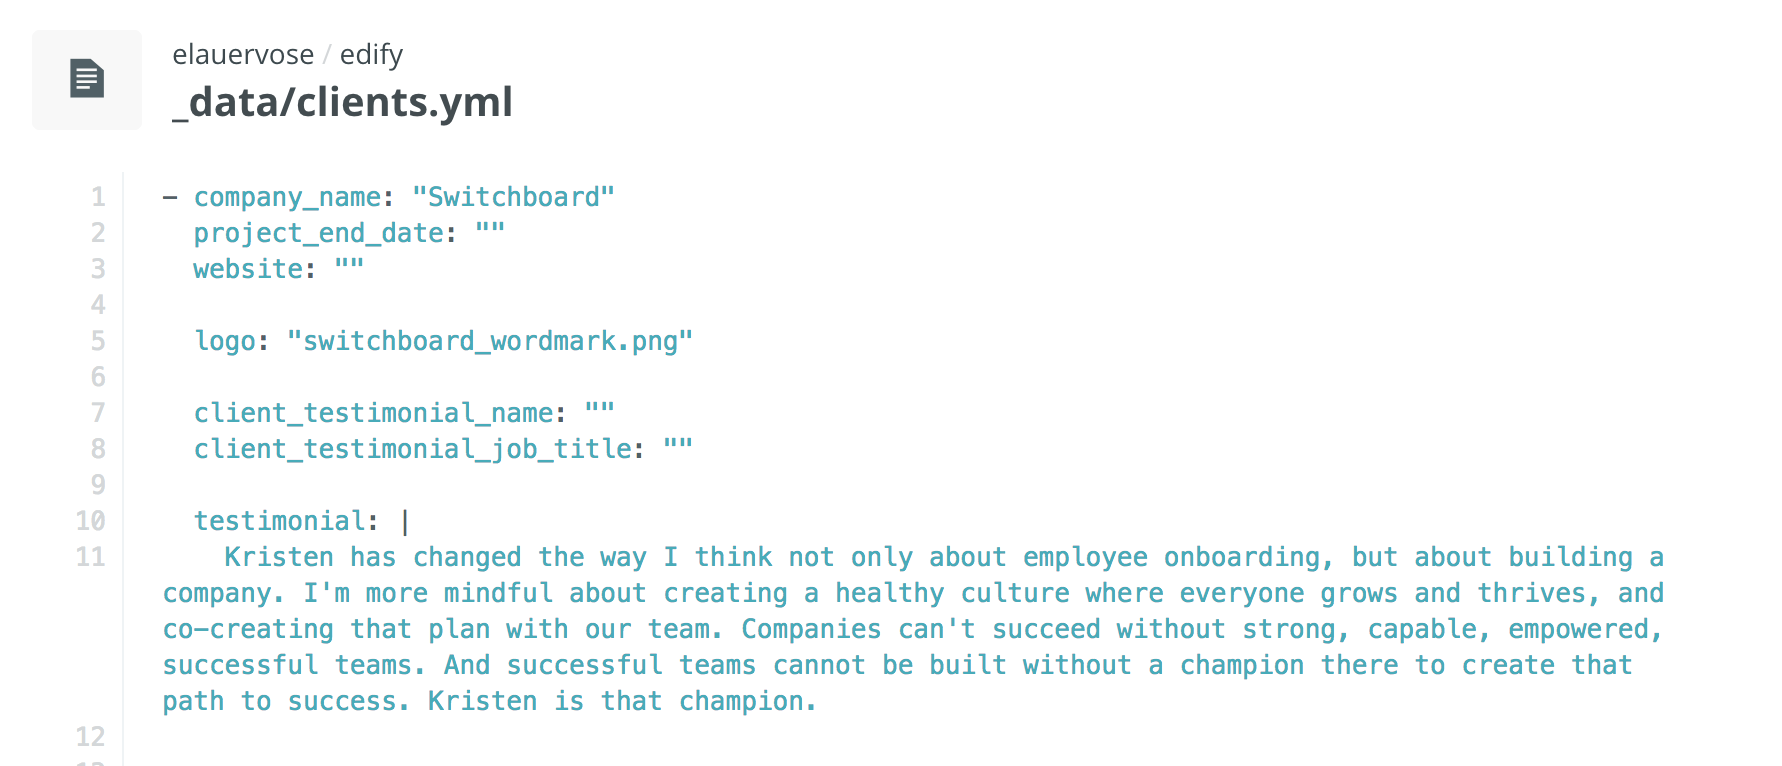 elauervose / edify
_data/clients.yml
1 - company_name: "Switchboard"
2 project_end_date: ""
3 website: ""
4
5 logo: "switchboard_wordmark.png"
6
7 client_testimonial_name: ""
8 client_testimonial_job_title: ""
9
10 testimonial: |
11 Kristen has changed the way I think not only about employee onboarding, but about building a
company. I'm more mindful about creating a healthy culture where everyone grows and thrives, and
co-creating that plan with our team. Companies can't succeed without strong, capable, empowered,
successful teams. And successful teams cannot be built without a champion there to create that
path to success. Kristen is that champion.
12